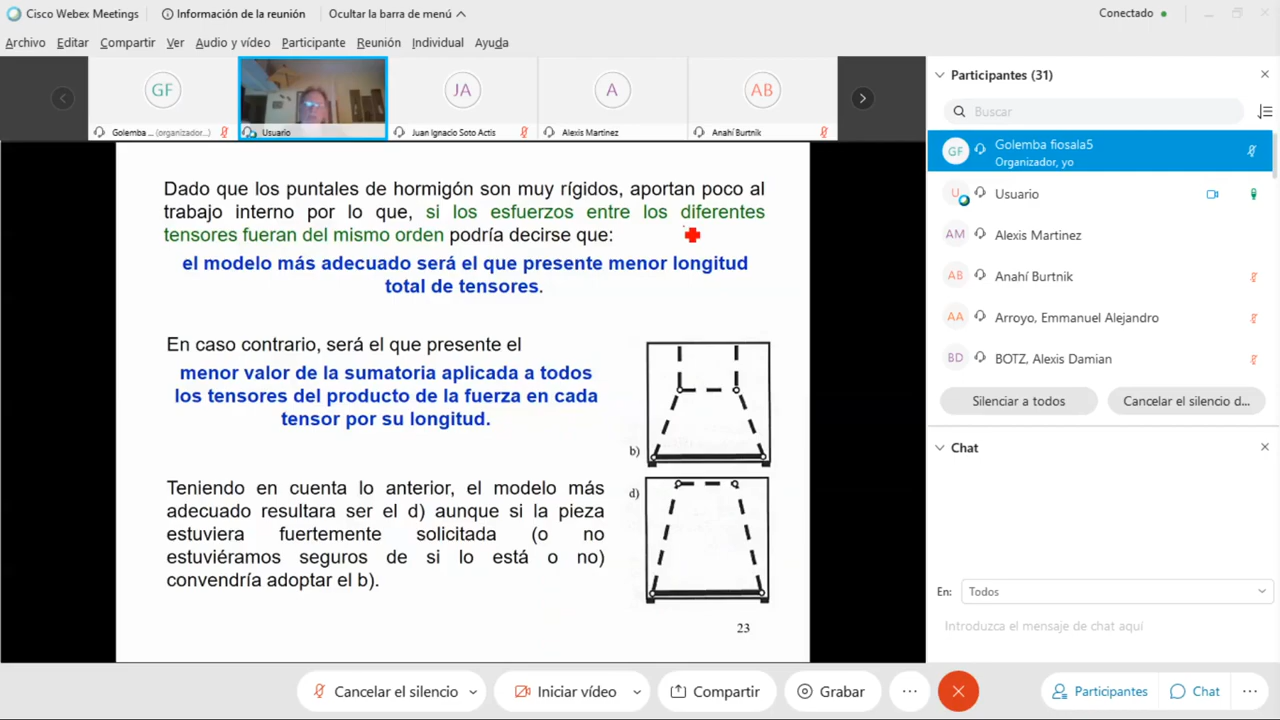 Cisco Webex Meetings
Información de la reunión
Ocultar la barra de menú
Conectado
Archivo Editar Compartir Ver Audio y vídeo Participante Reunión Individual Ayuda
GF
JA
A
AB
Golemba ... (organizador...)
Usuario
Juan Ignacio Soto Actis
Alexis Martinez
Anahí Burtnik
Dado que los puntales de hormigón son muy rígidos, aportan poco al
trabajo interno por lo que, si los esfuerzos entre los diferentes
tensores fueran del mismo orden podría decirse que:
el modelo más adecuado será el que presente menor longitud
total de tensores.
En caso contrario, será el que presente el
menor valor de la sumatoria aplicada a todos
los tensores del producto de la fuerza en cada
tensor por su longitud.
b)
d)
Teniendo en cuenta lo anterior, el modelo más
adecuado resultara ser el d) aunque si la pieza
estuviera fuertemente solicitada (o no
estuviéramos seguros de si lo está o no)
convendría adoptar el b).
23
Participantes (31)
Buscar
GF
Golemba fiosala5
Organizador, yo
U
Usuario
AM
Alexis Martinez
AB
Anahí Burtnik
AA
Arroyo, Emmanuel Alejandro
BD
BOTZ, Alexis Damian
Silenciar a todos
Cancelar el silencio d...
Chat
En:
Todos
Introduzca el mensaje de chat aquí
Cancelar el silencio
Iniciar vídeo
Compartir
Grabar
Participantes
Chat